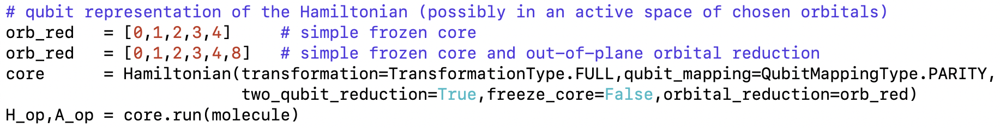 # qubit representation of the Hamiltonian (possibly in an active space of chosen orbitals)
orb_red   = [0,1,2,3,4]     # simple frozen core
orb_red   = [0,1,2,3,4,8]   # simple frozen core and out-of-plane orbital reduction
core      = Hamiltonian(transformation=TransformationType.FULL,qubit_mapping=QubitMappingType.PARITY,
                        two_qubit_reduction=True,freeze_core=False,orbital_reduction=orb_red)
H_op,A_op = core.run(molecule)